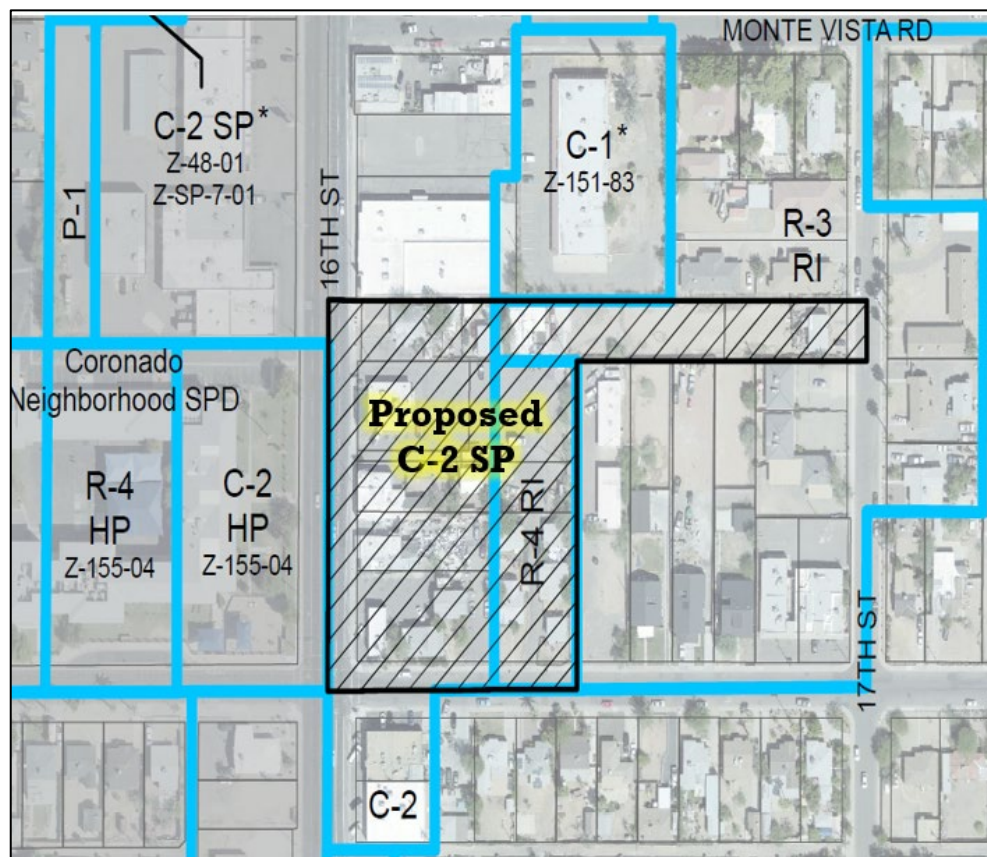 MONTE VISTA RD
C-2 SP*
Z-48-01
Z-SP-7-01
P-1
16TH ST
C-1*
Z-151-83
R-3
RI
Coronado
Neighborhood SPD
Proposed
C-2 SP
R-4
HP
Z-155-04
C-2
HP
Z-155-04
R-4 RI
17TH ST
C-2